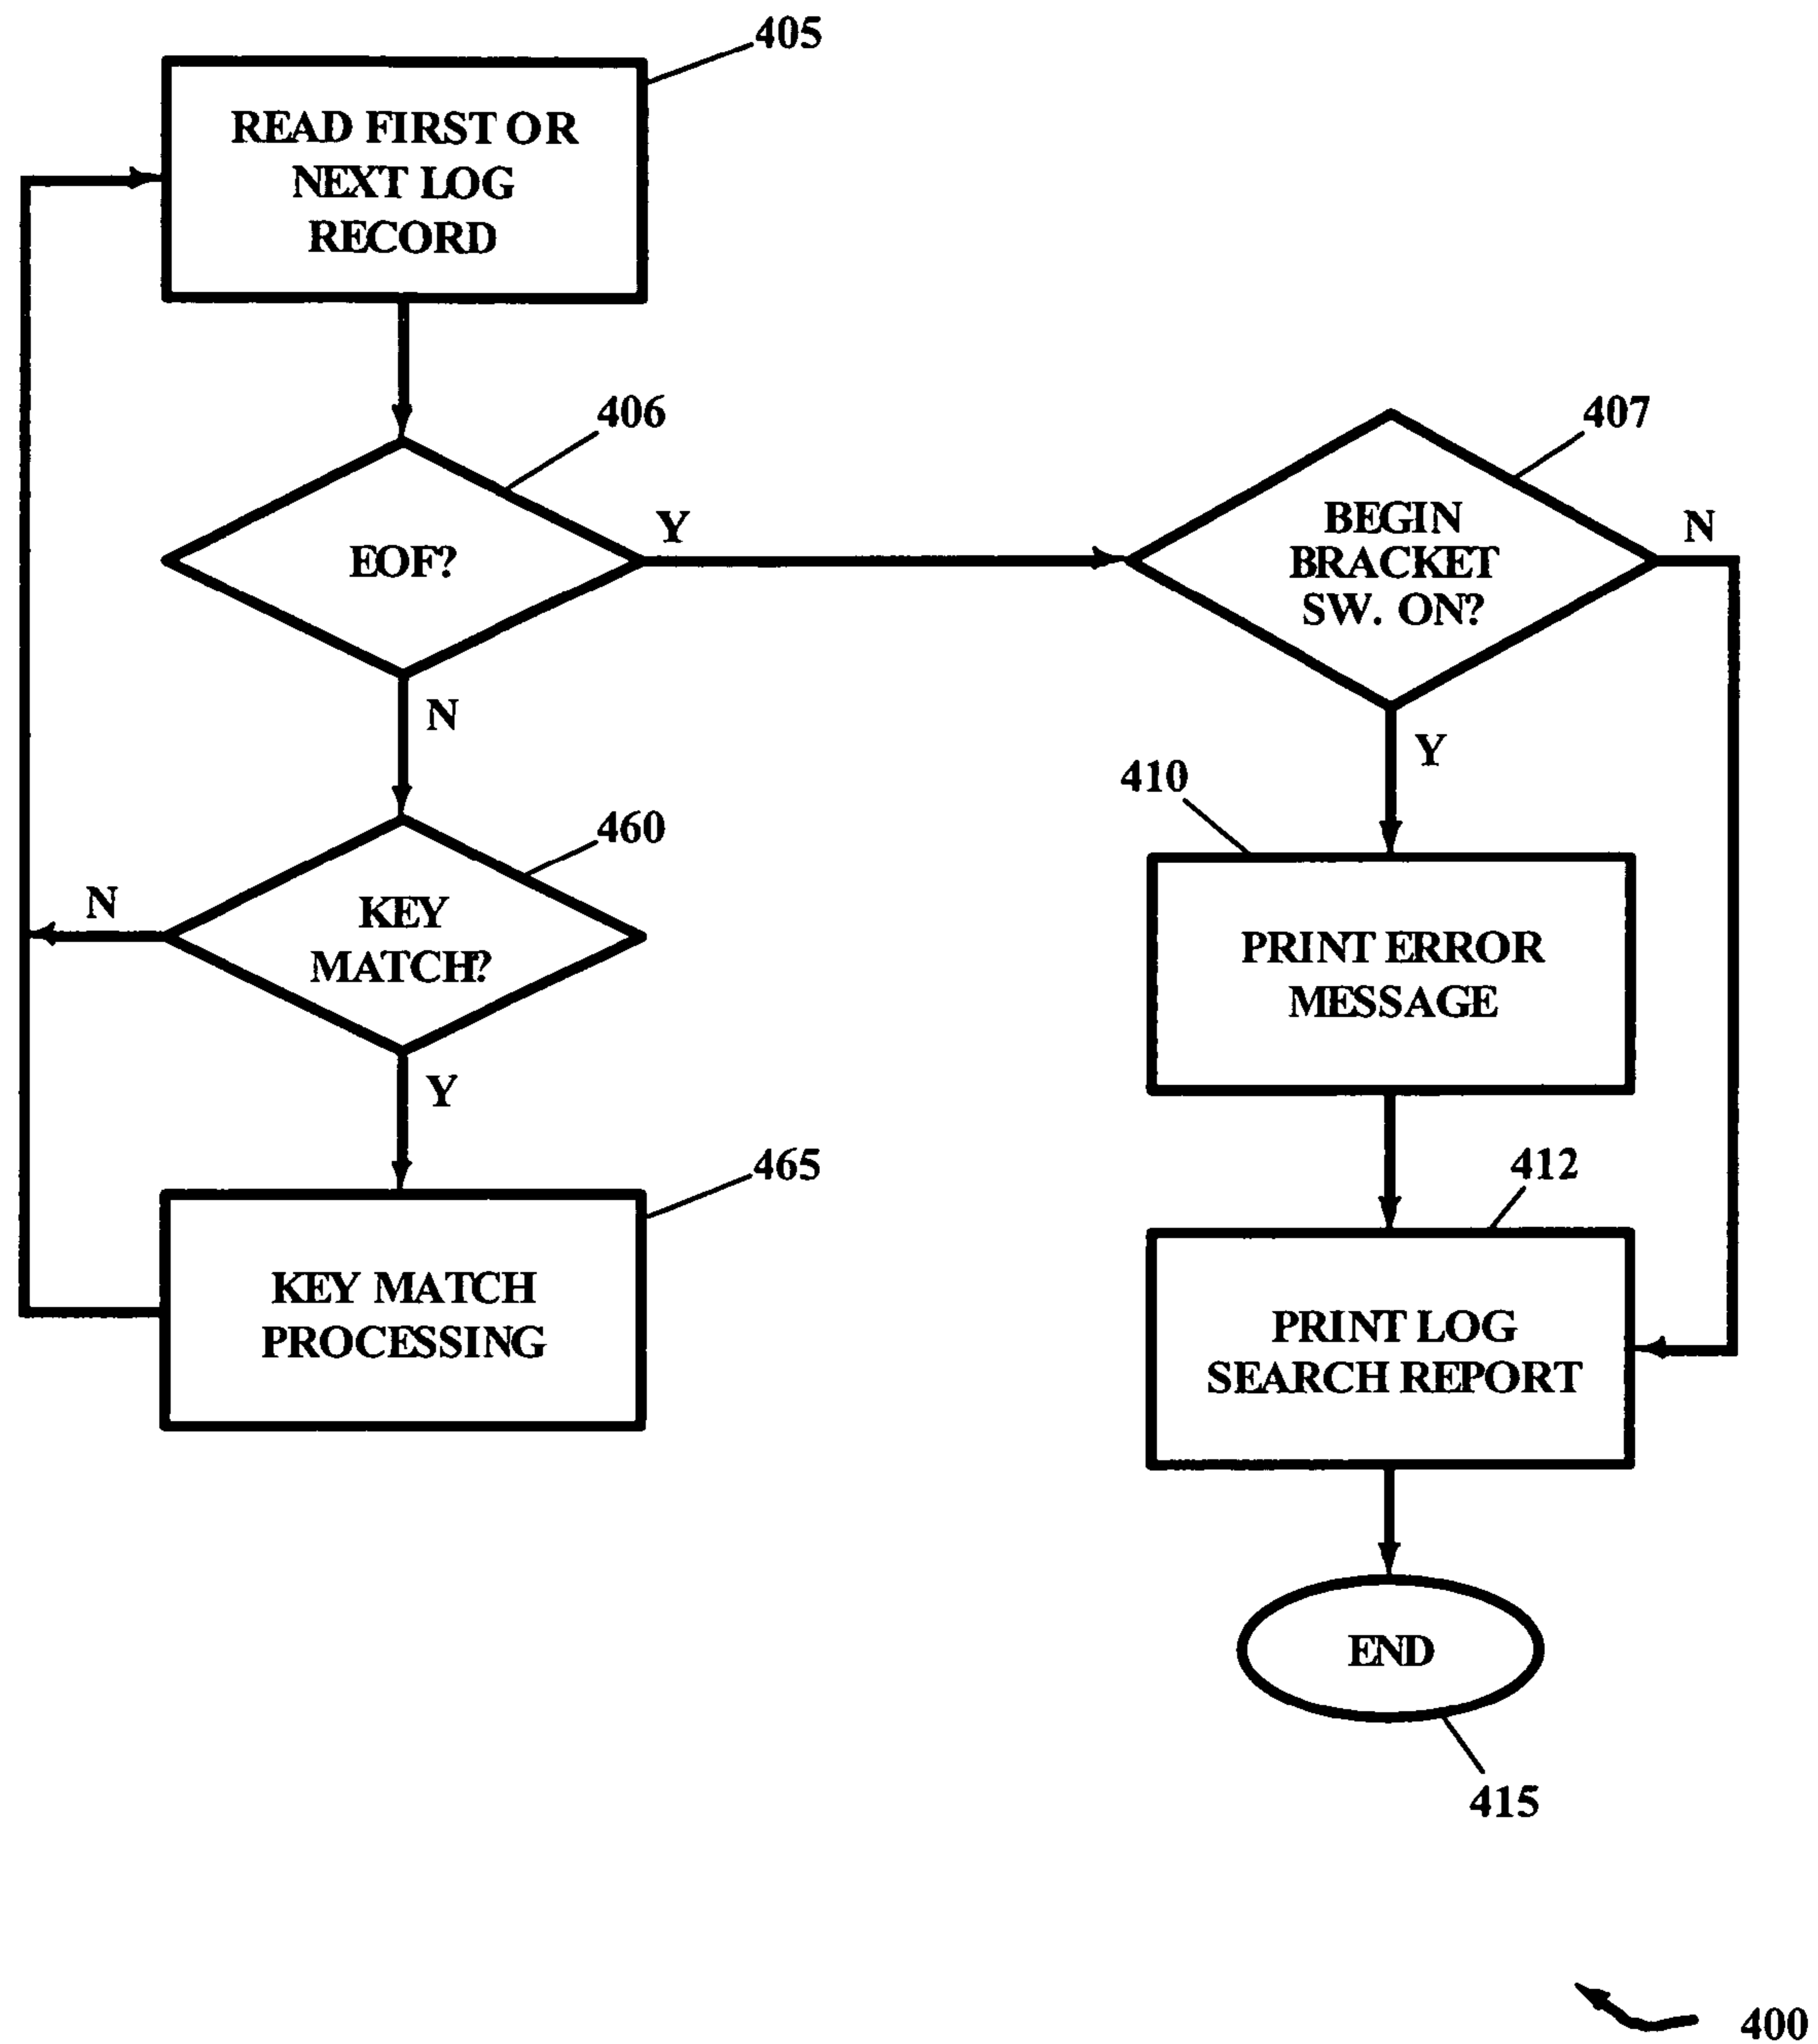 405
READ FIRST OR
NEXT LOG
RECORD
406
EOF?
Y
N
407
BEGIN
BRACKET
SW. ON?
N
Y
460
KEY
MATCH?
N
Y
410
PRINT ERROR
MESSAGE
465
KEY MATCH
PROCESSING
412
PRINT LOG
SEARCH REPORT
END
415
400